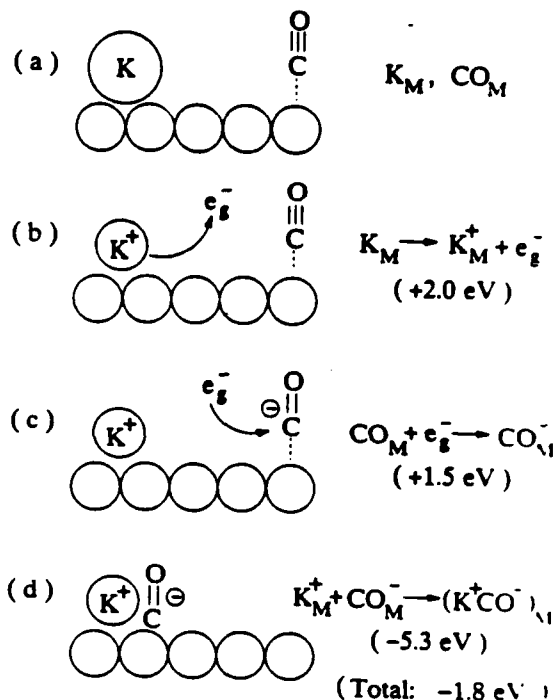 (a)
K
O
C
K_M, CO_M
(b)
K⁺
e_g⁻
O
C
K_M → K_M⁺ + e_g⁻
(+2.0 eV)
(c)
K⁺
e_g⁻
⊖
O
C
CO_M + e_g⁻ → CO_M⁻
(+1.5 eV)
(d)
K⁺
O
C
⊖
K_M⁺ + CO_M⁻ → (K⁺CO⁻)_M
(-5.3 eV)
(Total: -1.8 eV)